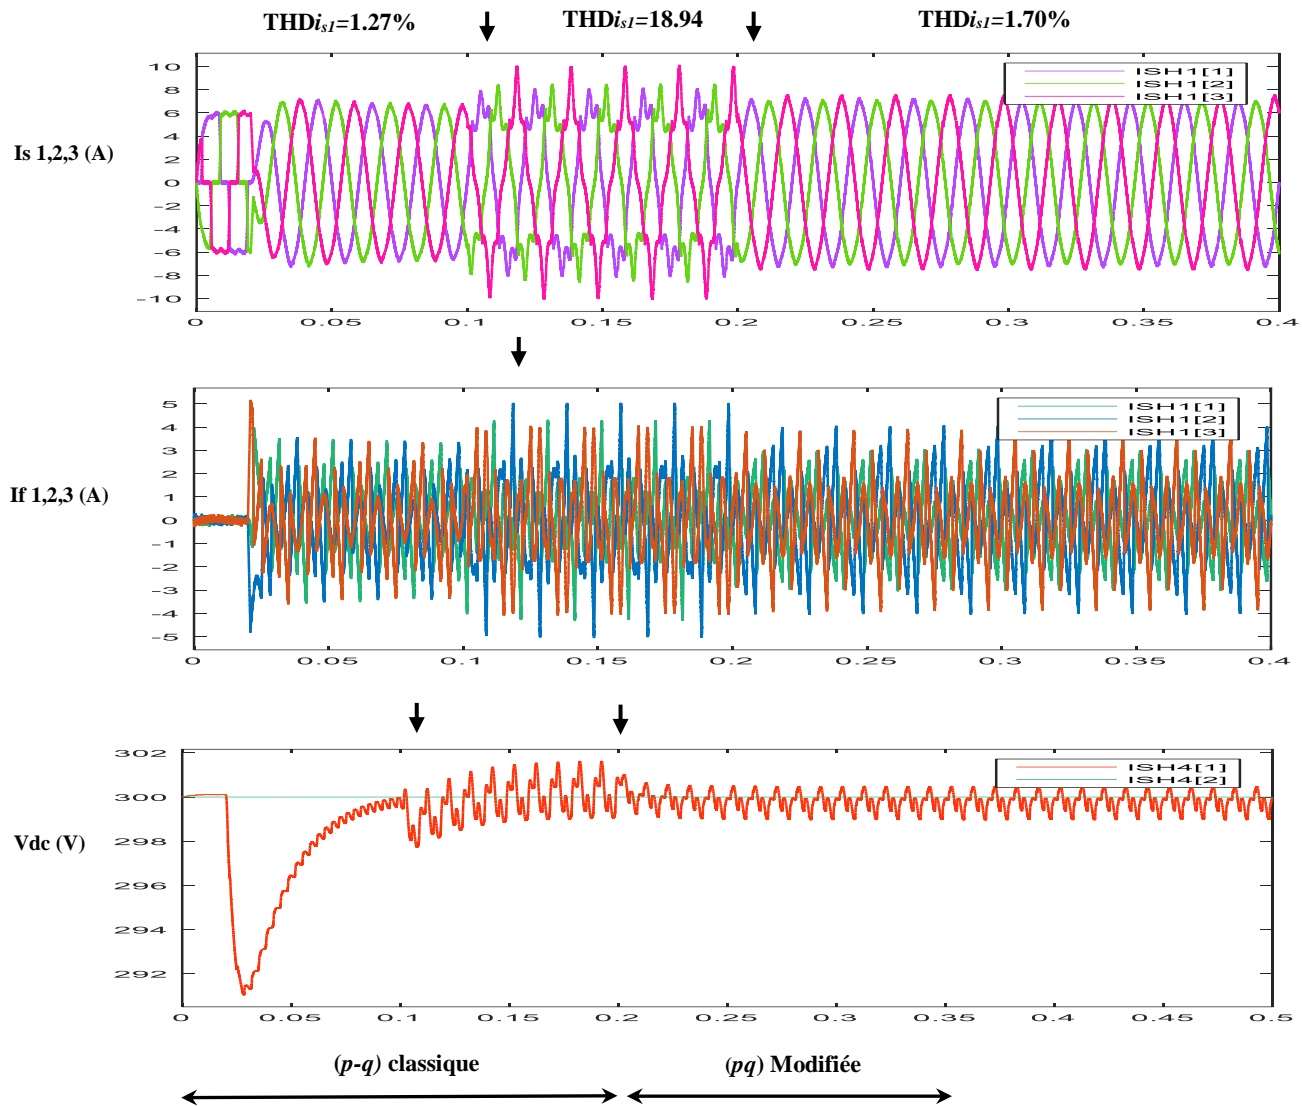 THDis1=1.27%
THDis1=18.94
THDis1=1.70%
Is 1,2,3 (A)
10
8
6
4
2
0
-2
-4
-6
-8
-10
ISH1[1]
ISH1[2]
ISH1[3]
0 0.05 0.1 0.15 0.2 0.25 0.3 0.35 0.4
If 1,2,3 (A)
5
4
3
2
1
0
-1
-2
-3
-4
-5
ISH1[1]
ISH1[2]
ISH1[3]
0 0.05 0.1 0.15 0.2 0.25 0.3 0.35 0.4
Vdc (V)
302
300
298
296
294
292
ISH4[1]
ISH4[2]
0 0.05 0.1 0.15 0.2 0.25 0.3 0.35 0.4 0.45 0.5
(p-q) classique
(pq) Modifiée